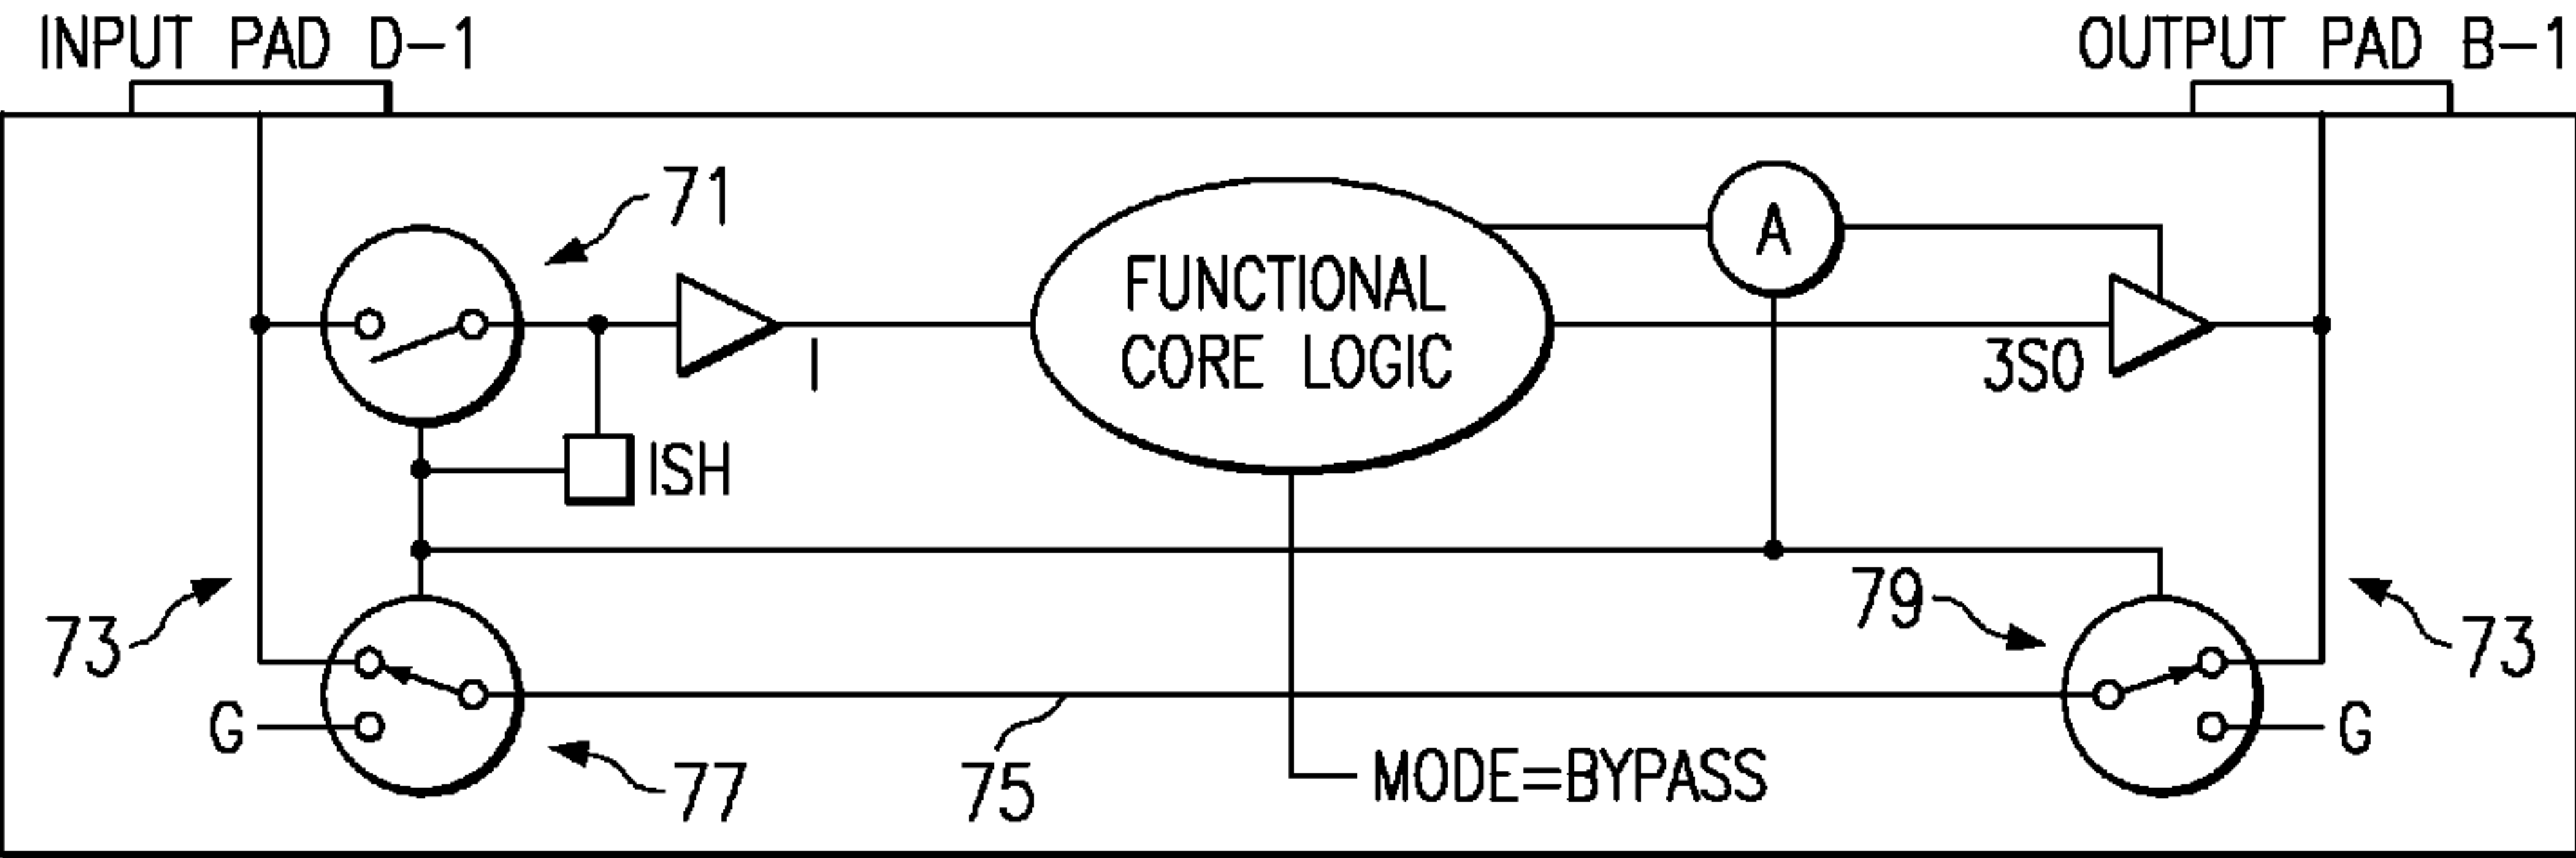 INPUT PAD D-1
OUTPUT PAD B-1
71
A
FUNCTIONAL
CORE LOGIC
I
3SO
ISH
73
79
73
G
77
75
MODE=BYPASS
G